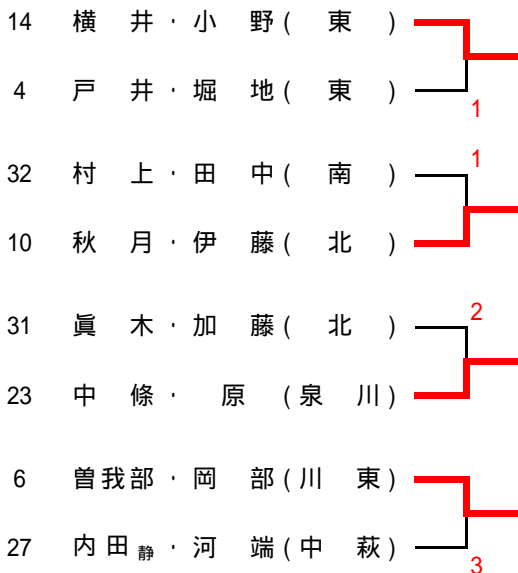 14 横井・小野(東)
4 戸井・堀地(東)
1
1
32 村上・田中(南)
10 秋月・伊藤(北)
2
31 眞木・加藤(北)
23 中條・原(泉川)
6 曽我部・岡部(川東)
27 内田静・河端(中萩)
3